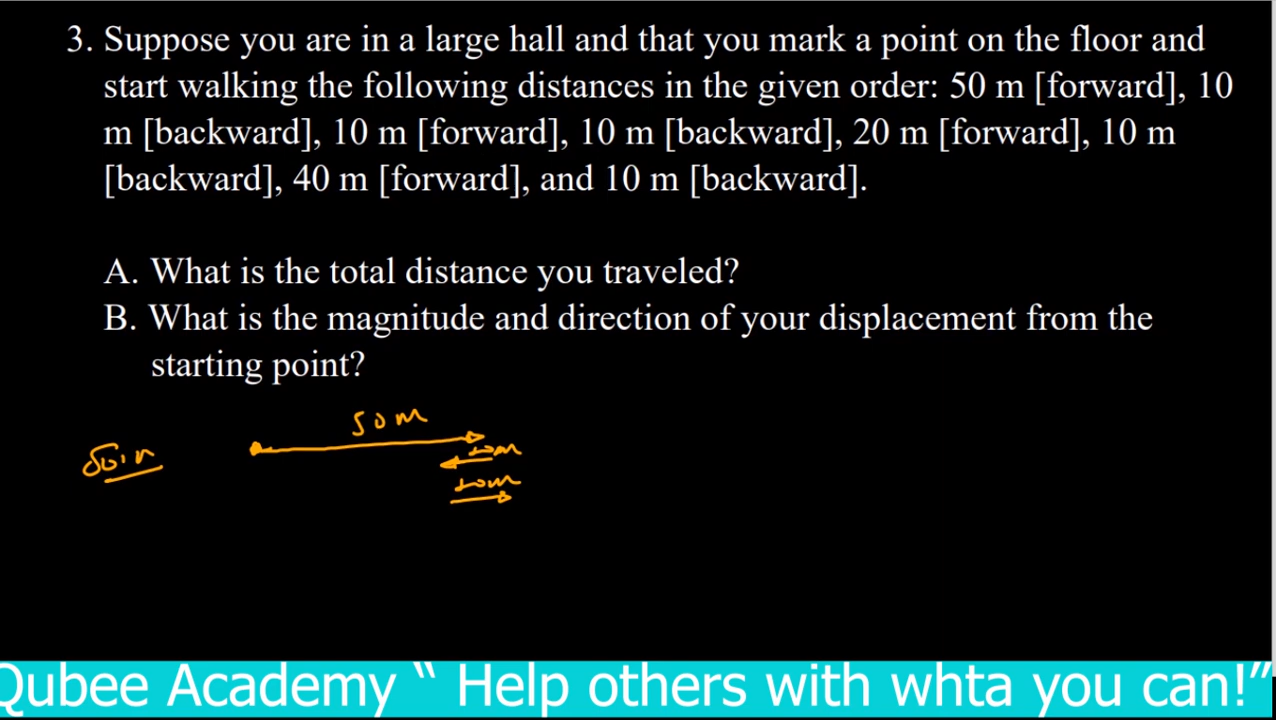 3. Suppose you are in a large hall and that you mark a point on the floor and
start walking the following distances in the given order: 50 m [forward], 10
m [backward], 10 m [forward], 10 m [backward], 20 m [forward], 10 m
[backward], 40 m [forward], and 10 m [backward].
A. What is the total distance you traveled?
B. What is the magnitude and direction of your displacement from the
starting point?
50m
10m
Soln
10m
Qubee Academy “ Help others with whta you can!”